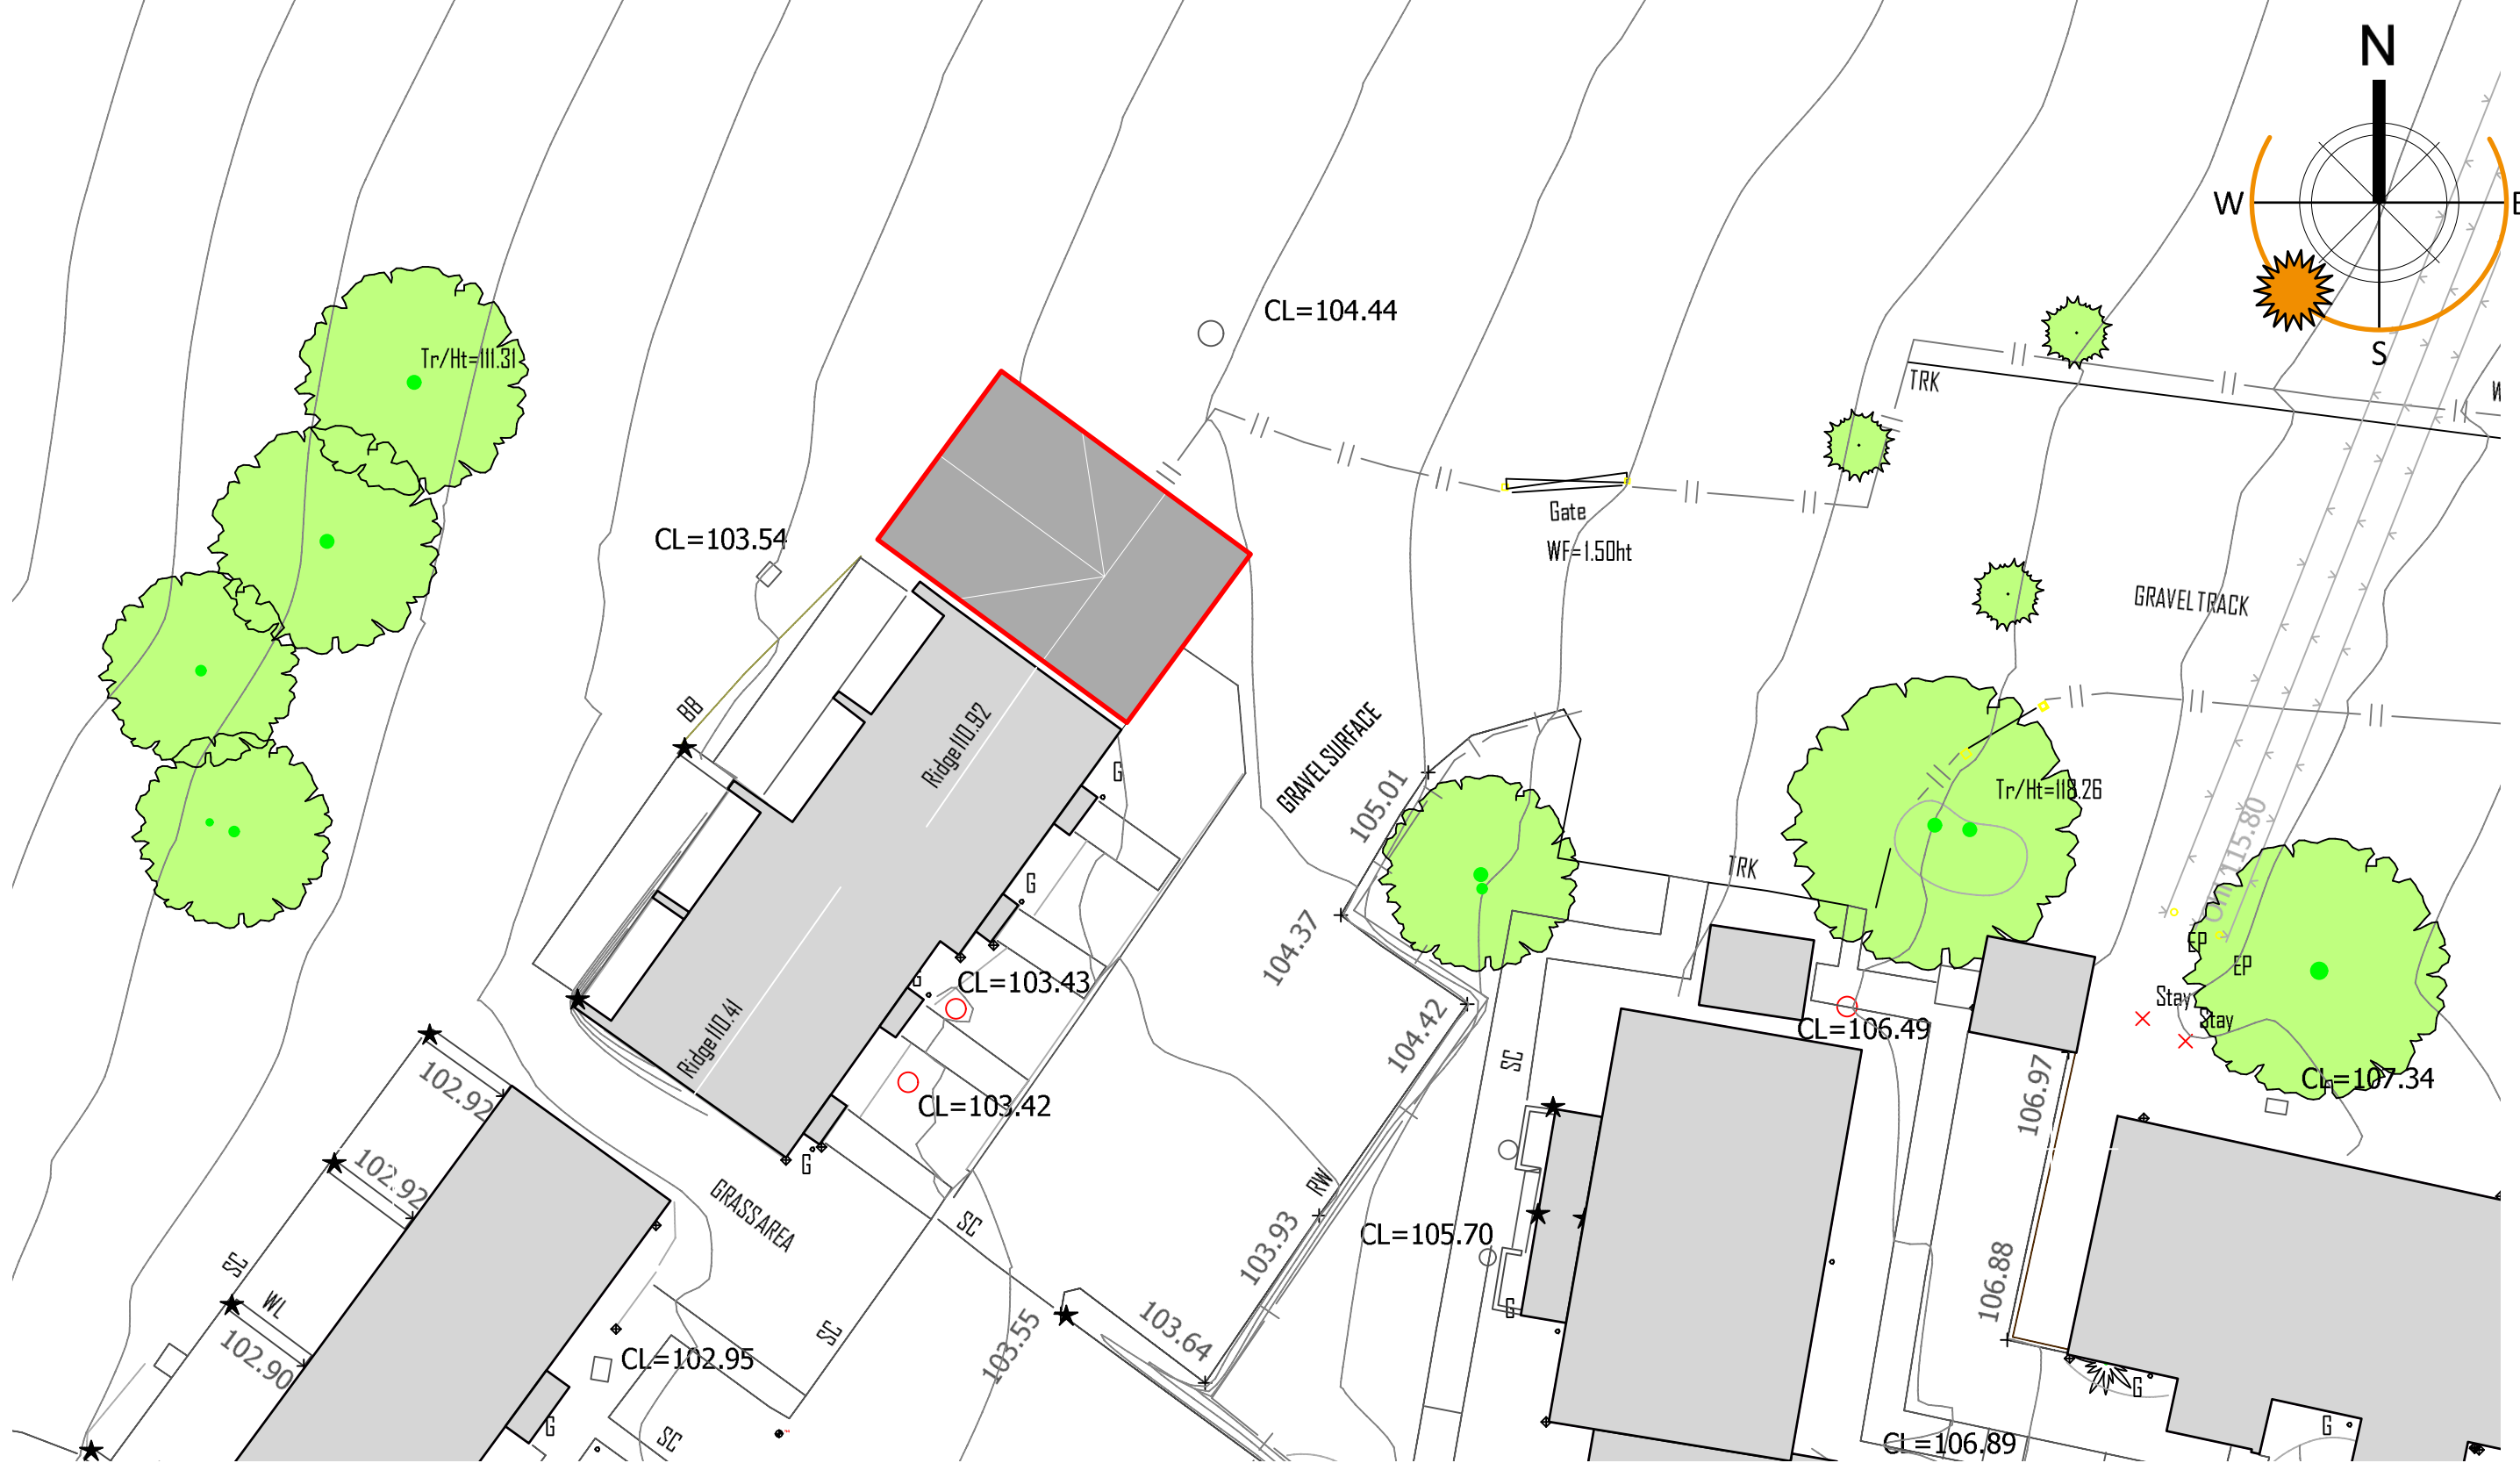 N
W
E
S
CL=104.44
Tr/Ht=111.31
TRK
W
CL=103.54
Gate
WF=1.50ht
GRAVEL TRACK
BB
Ridge 110.92
GRAVEL SURFACE
G
105.01
Tr/Ht=118.26
OHL 115.80
TRK
G
104.37
EP
EP
G
CL=103.43
Stay
Stay
Ridge 110.41
104.42
SC
CL=106.49
102.92
CL=103.42
106.97
CL=107.34
102.92
G
GRASS AREA
SC
RW
CL=105.70
SC
WL
103.93
106.88
G
102.90
CL=102.95
SC
103.55
103.64
G
G
SC
G
CL=106.89